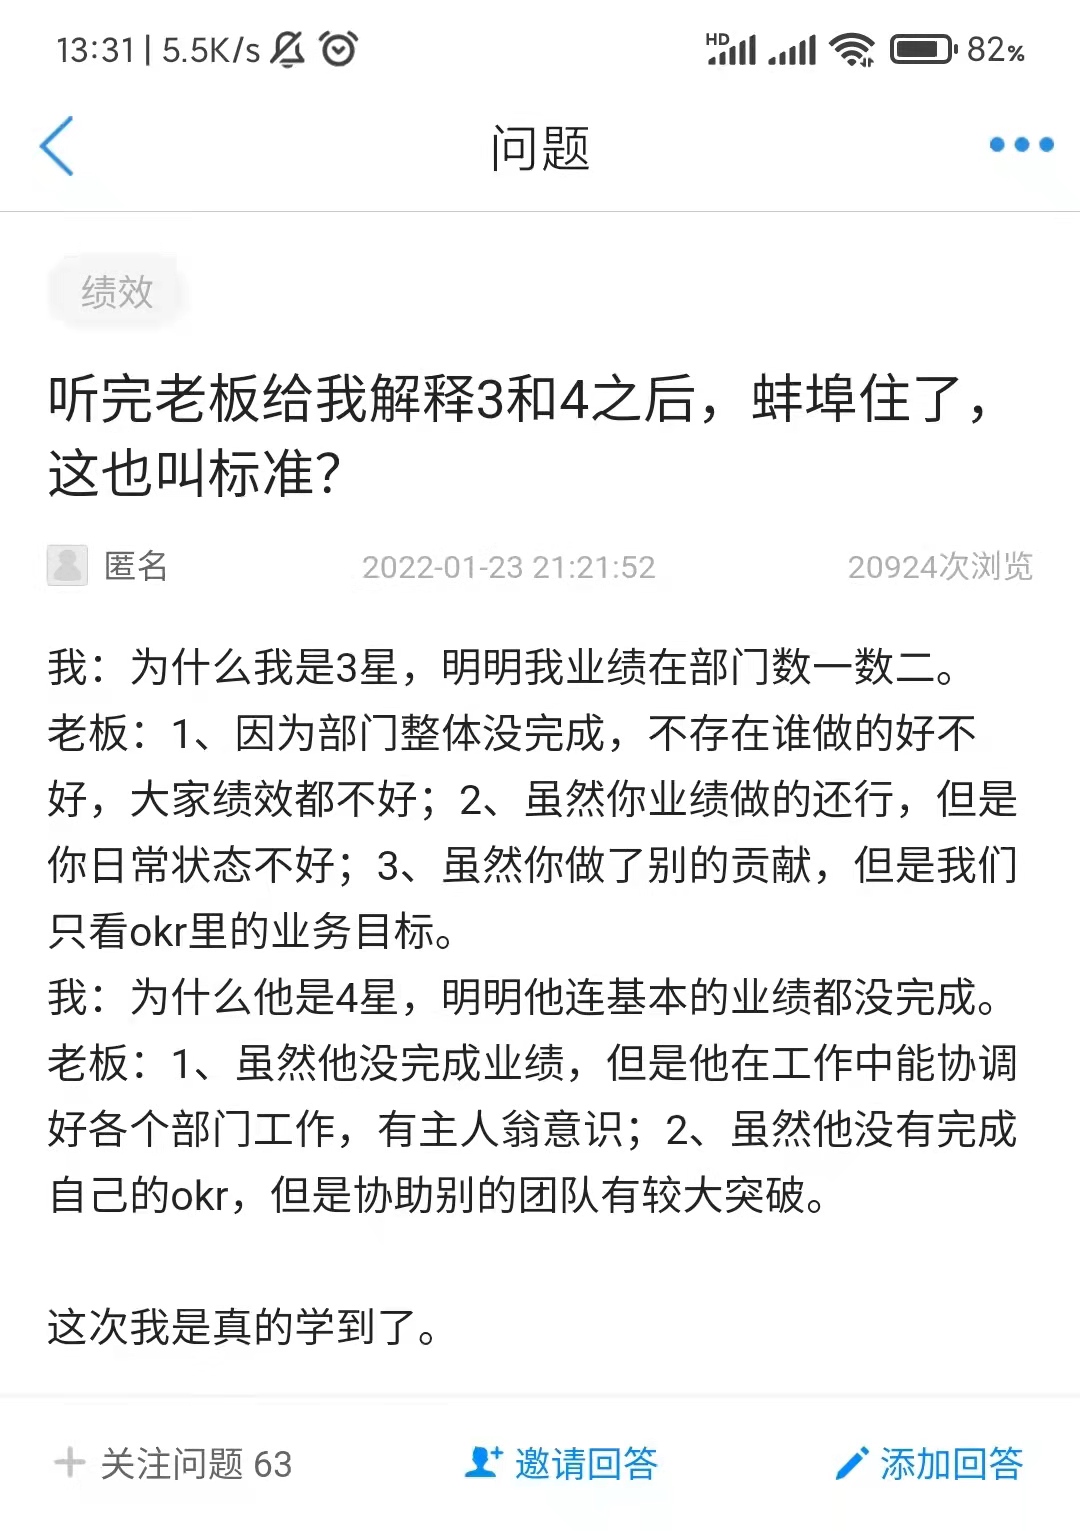 13:31 | 5.5K/s HD 82%
问题
绩效
听完老板给我解释3和4之后，蚌埠住了，
这也叫标准？
匿名 2022-01-23 21:21:52 20924次浏览
我：为什么我是3星，明明我业绩在部门数一数二。
老板：1、因为部门整体没完成，不存在谁做的好不
好，大家绩效都不好；2、虽然你业绩做的还行，但是
你日常状态不好；3、虽然你做了别的贡献，但是我们
只看okr里的业务目标。
我：为什么他是4星，明明他连基本的业绩都没完成。
老板：1、虽然他没完成业绩，但是他在工作中能协调
好各个部门工作，有主人翁意识；2、虽然他没有完成
自己的okr，但是协助别的团队有较大突破。
这次我是真的学到了。
关注问题 63 邀请回答 添加回答